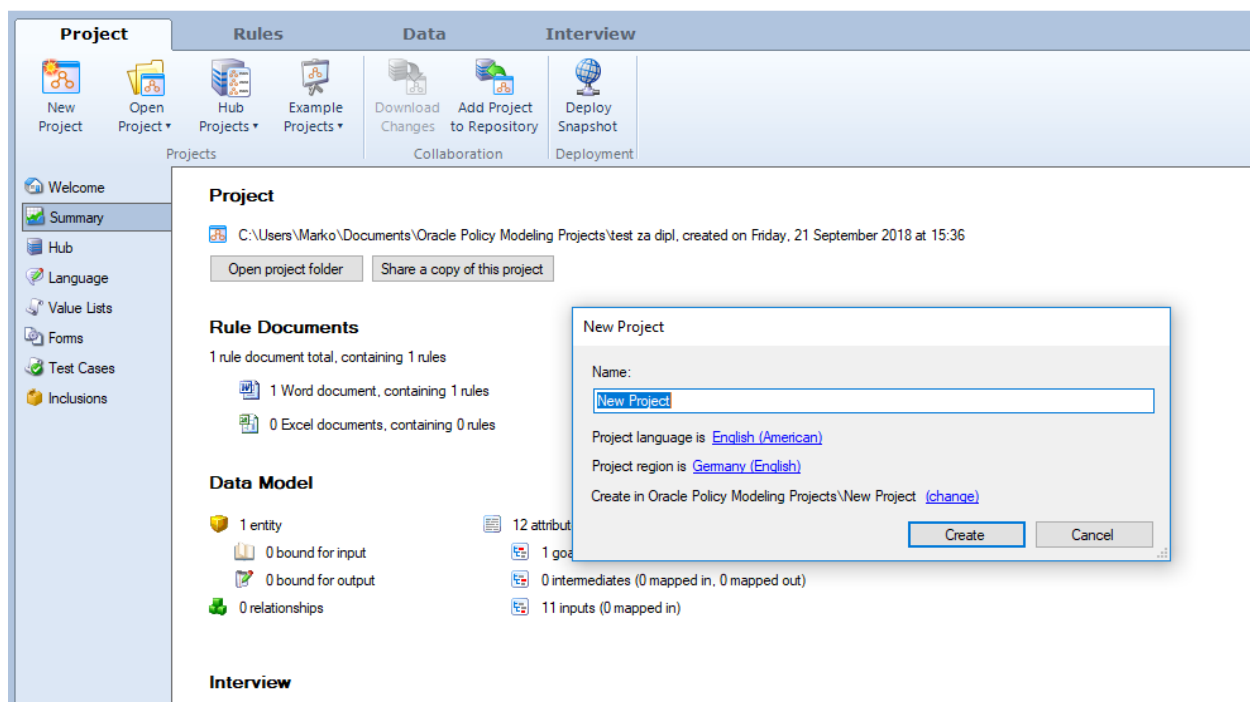 Project Rules Data Interview
New Project
Open Project
Hub Projects
Example Projects
Download Changes
Add Project to Repository
Deploy Snapshot
Projects Collaboration Deployment
Welcome
Summary
Hub
Language
Value Lists
Forms
Test Cases
Inclusions
Project
C:\Users\Marko\Documents\Oracle Policy Modeling Projects\test za dipl, created on Friday, 21 September 2018 at 15:36
Open project folder Share a copy of this project
Rule Documents
1 rule document total, containing 1 rules
1 Word document, containing 1 rules
0 Excel documents, containing 0 rules
Data Model
1 entity 12 attribut
0 bound for input 1 goa
0 bound for output 0 intermediates (0 mapped in, 0 mapped out)
0 relationships 11 inputs (0 mapped in)
Interview
New Project
Name:
New Project
Project language is English (American)
Project region is Germany (English)
Create in Oracle Policy Modeling Projects\New Project (change)
Create Cancel